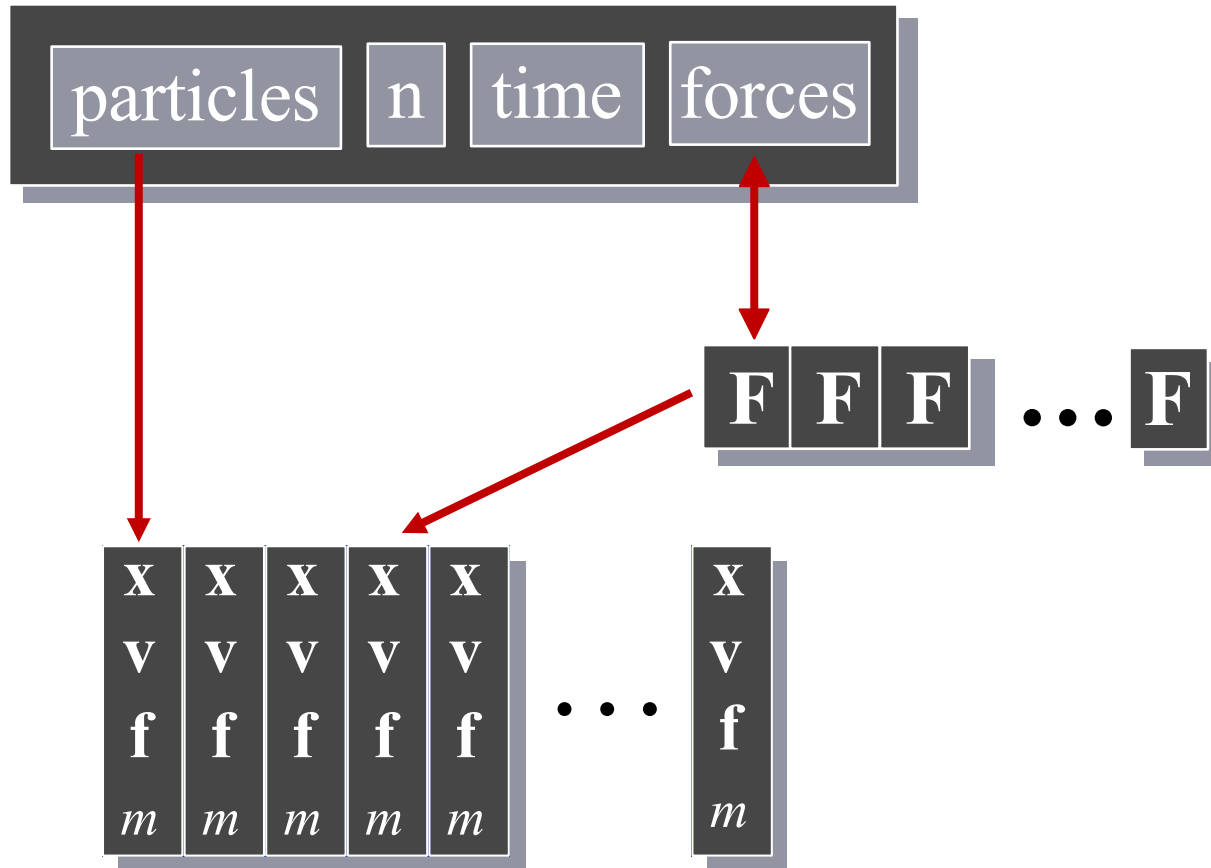 particles n time forces
F F F ... F
x x x x x x
v v v v v v
f f f f f ... f
m m m m m m